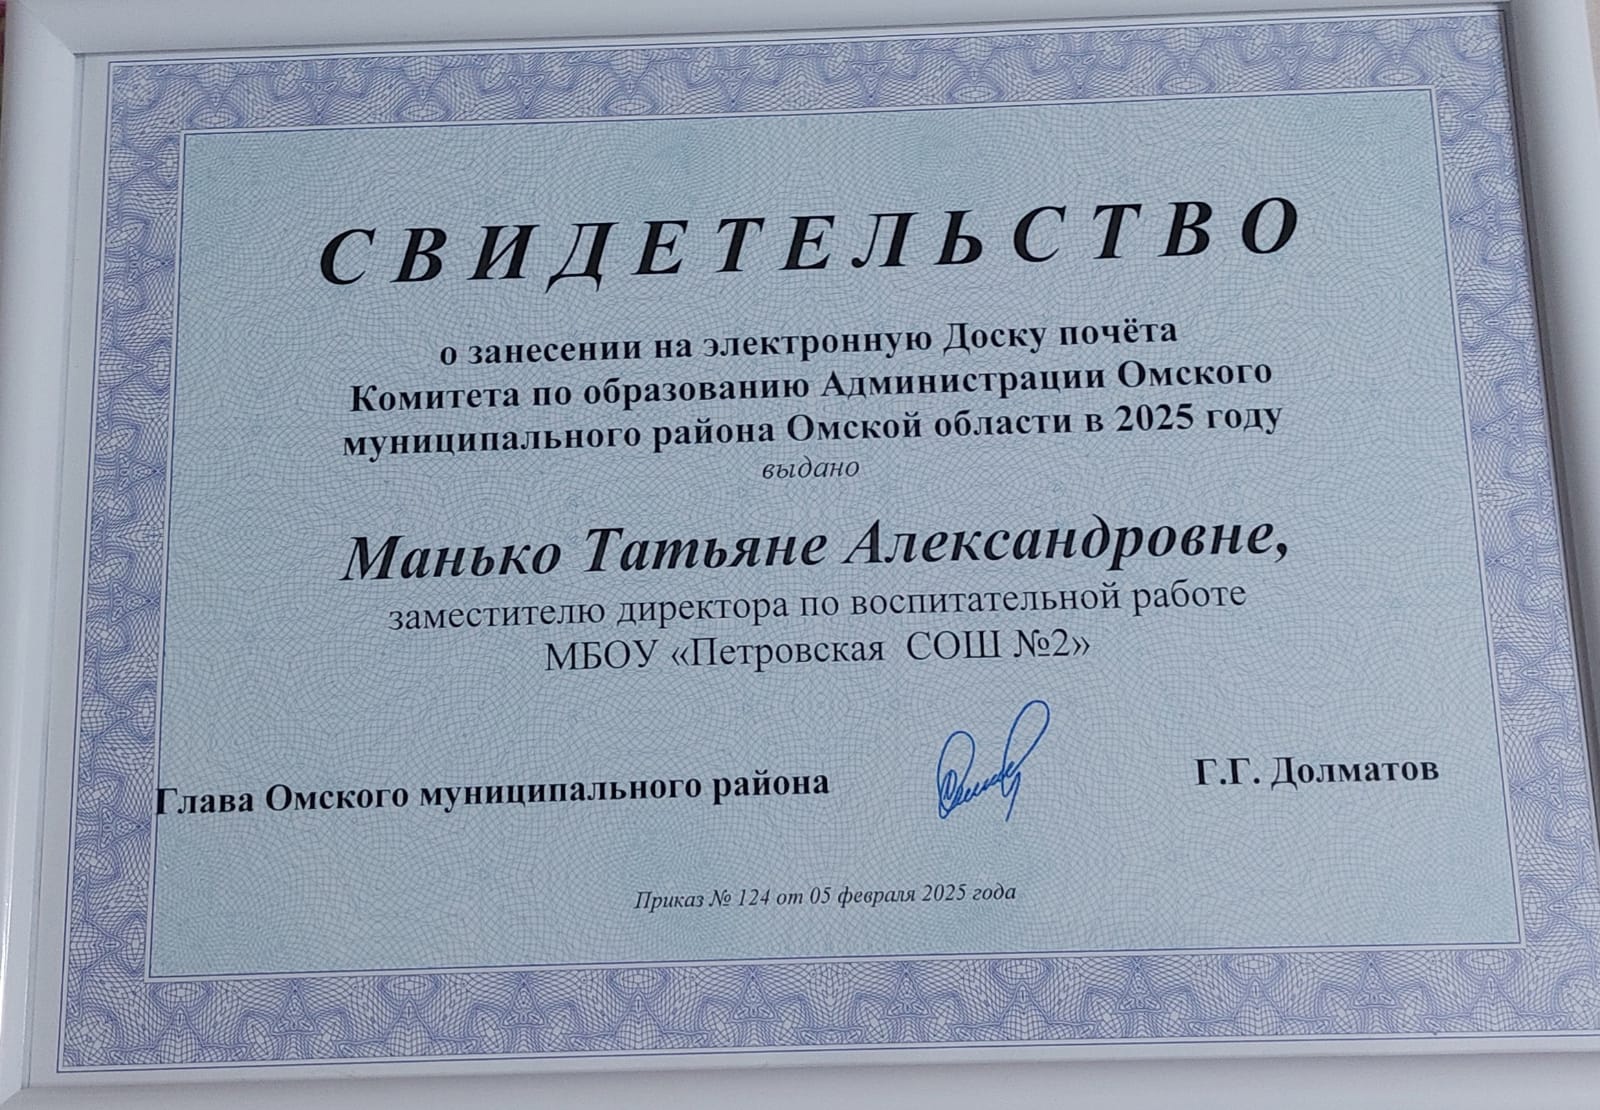 СВИДЕТЕЛЬСТВО
о занесении на электронную Доску почёта
Комитета по образованию Администрации Омского
муниципального района Омской области в 2025 году
выдано
Манько Татьяне Александровне,
заместителю директора по воспитательной работе
МБОУ «Петровская СОШ №2»
Глава Омского муниципального района Г.Г. Долматов
Приказ № 124 от 05 февраля 2025 года